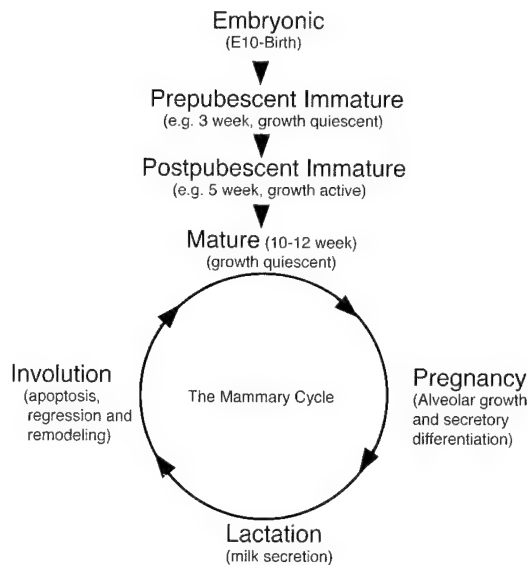 Embryonic
(E10-Birth)
Prepubescent Immature
(e.g. 3 week, growth quiescent)
Postpubescent Immature
(e.g. 5 week, growth active)
Mature (10-12 week)
(growth quiescent)
Involution
(apoptosis,
regression and
remodeling)
The Mammary Cycle
Pregnancy
(Alveolar growth
and secretory
differentiation)
Lactation
(milk secretion)